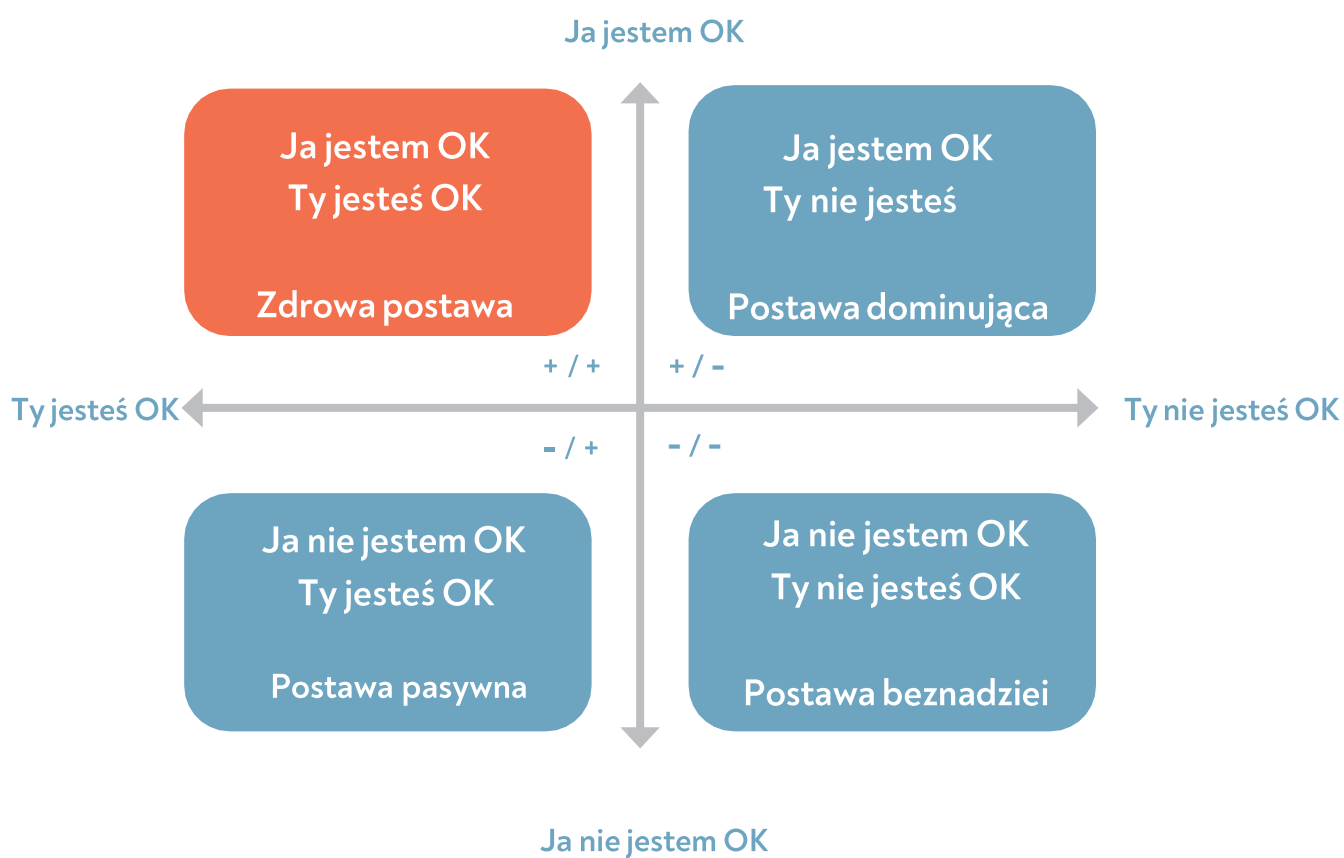 Ja jestem OK
Ja jestem OK
Ty jesteś OK
Zdrowa postawa
Ja jestem OK
Ty nie jesteś
Postawa dominująca
+ / +
+ / -
Ty jesteś OK
Ty nie jesteś OK
- / +
- / -
Ja nie jestem OK
Ty jesteś OK
Postawa pasywna
Ja nie jestem OK
Ty nie jesteś OK
Postawa beznadziei
Ja nie jestem OK